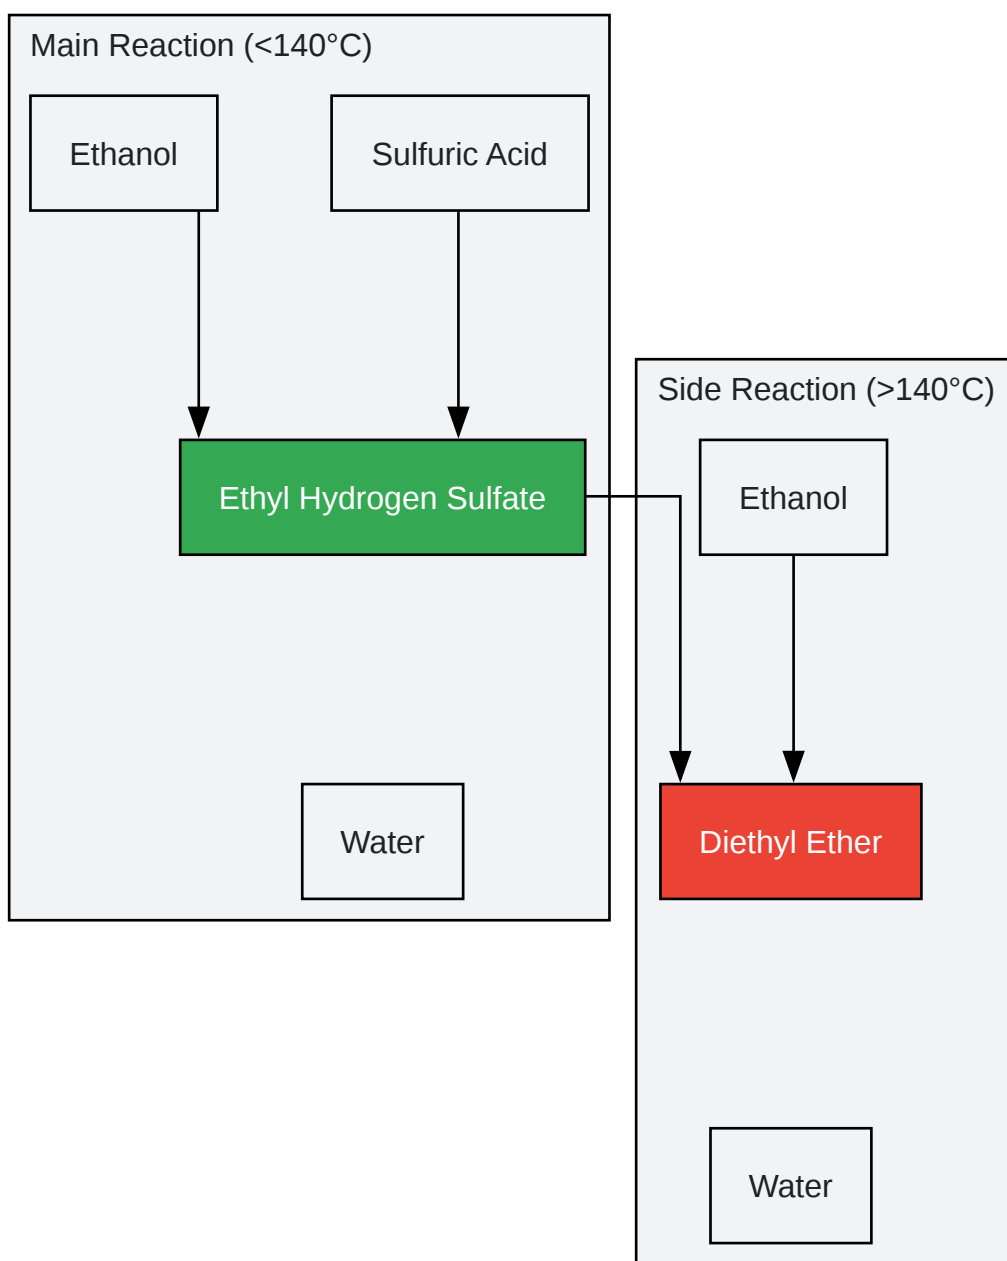 Main Reaction (<140°C)
Ethanol
Sulfuric Acid
Ethyl Hydrogen Sulfate
Water
Side Reaction (>140°C)
Ethanol
Diethyl Ether
Water